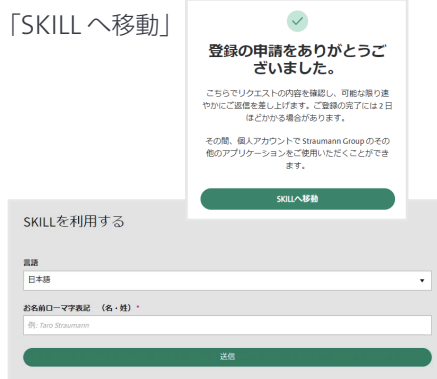 「SKILL へ移動」
登録の申請をありがとうご
ざいました。
こちらでリクエストの内容を確認し、可能な限り速
やかにご返信を差し上げます。ご登録の完了には2日
ほどかかる場合があります。
その間、個人アカウントで Straumann Group のその
他のアプリケーションをご使用いただくことができ
ます。
SKILLへ移動
SKILLを利用する
言語
日本語
お名前ローマ字表記 （名・姓）*
例: Taro Straumann
送信